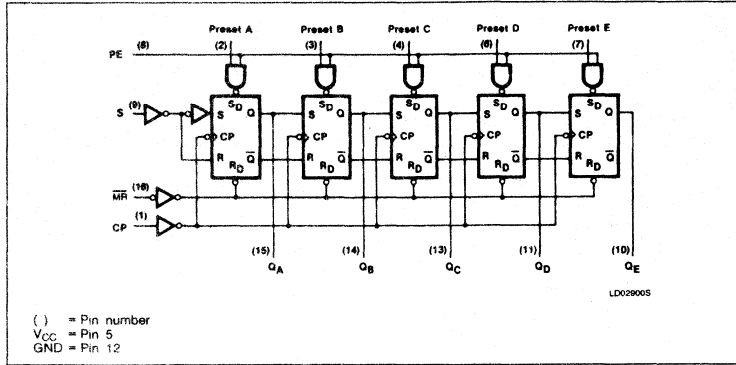 Preset A Preset B Preset C Preset D Preset E
(8) (2) (3) (4) (6) (7)
PE
SD SD SD SD SD
(9)
S S Q S Q S Q S Q S Q
CP CP CP CP CP
R RD Q̅ R RD Q̅ R RD Q̅ R RD Q̅ R RD Q̅
(16)
M̅R̅
(1)
CP
(15) (14) (13) (11) (10)
QA QB QC QD QE
LD02900S
( ) = Pin number
VCC = Pin 5
GND = Pin 12